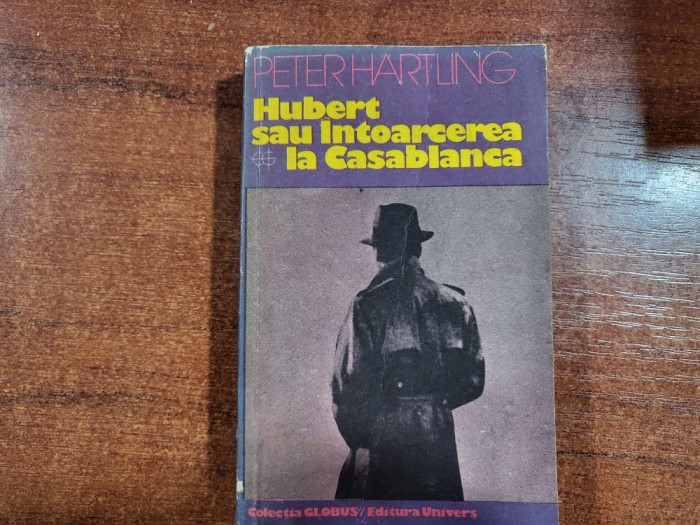 PETER HARTLING
Hubert
sau Întoarcerea
la Casablanca
Colecția GLOBUS// Editura Univers